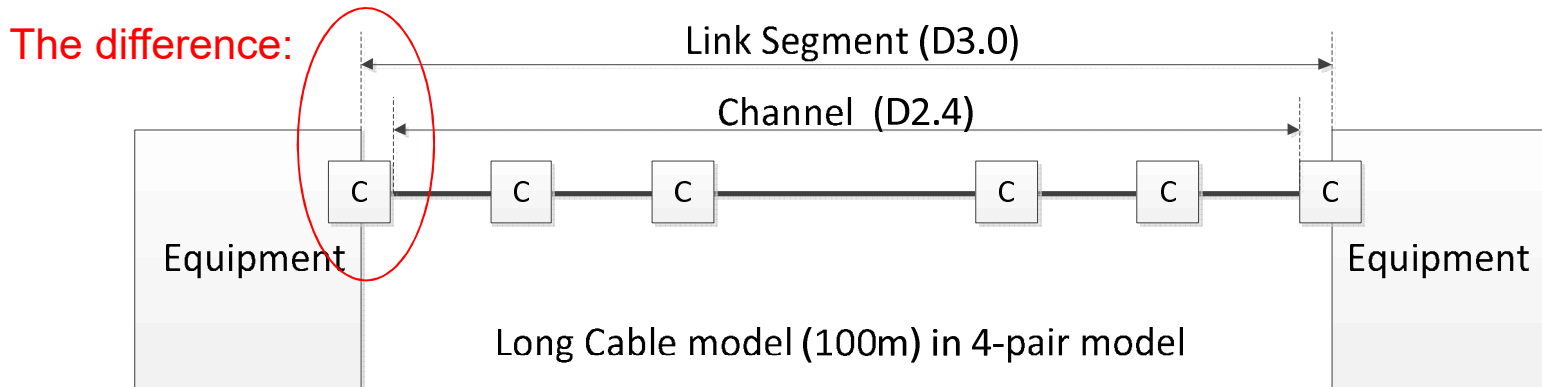 The difference:
Link Segment (D3.0)
Channel (D2.4)
C C C C C C
Equipment
Equipment
Long Cable model (100m) in 4-pair model